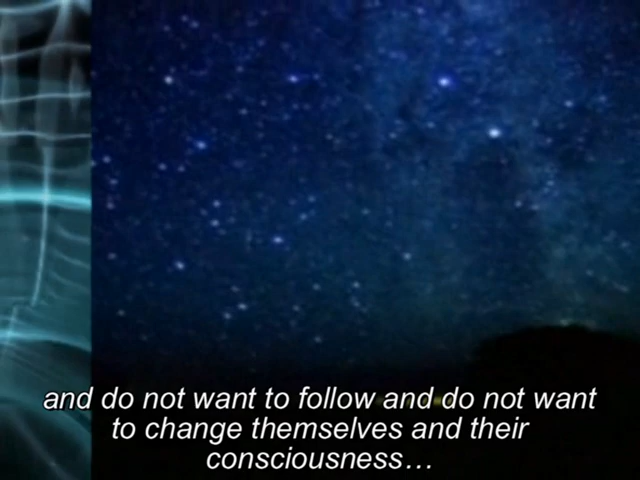 and do not want to follow and do not want
to change themselves and their
consciousness…